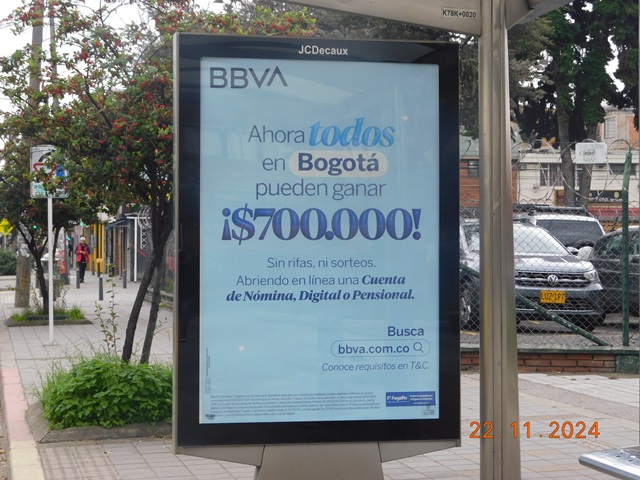 K78K+0020
JCDecaux
BBVA
Ahora todos
en Bogotá
pueden ganar
¡$700.000!
Sin rifas, ni sorteos.
Abriendo en línea una Cuenta
de Nómina, Digital o Pensional.
Busca
bbva.com.co
Conoce requisitos en T&C.
Fogafín
22 11 2024